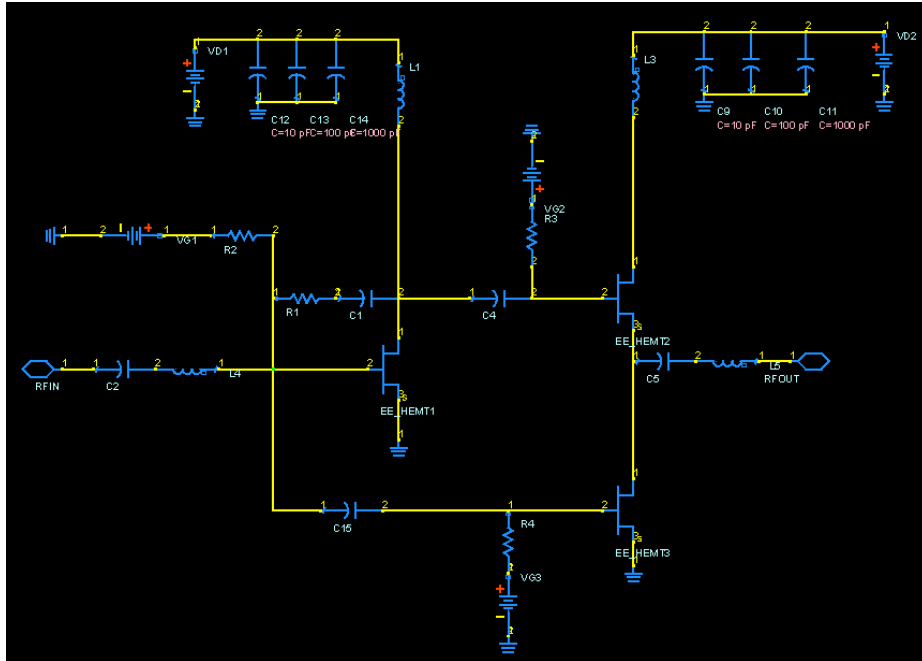 VD1
VD2
L1
L3
C12 C13 C14
C=10 pF C=100 pF C=1000 pF
C9 C10 C11
C=10 pF C=100 pF C=1000 pF
VG2
R3
VG1 R2
R1 C1 C4
EE_HEMT2
RFIN C2 L4
C5 L5
RFOUT
EE_HEMT1
C15 R4
EE_HEMT3
VG3